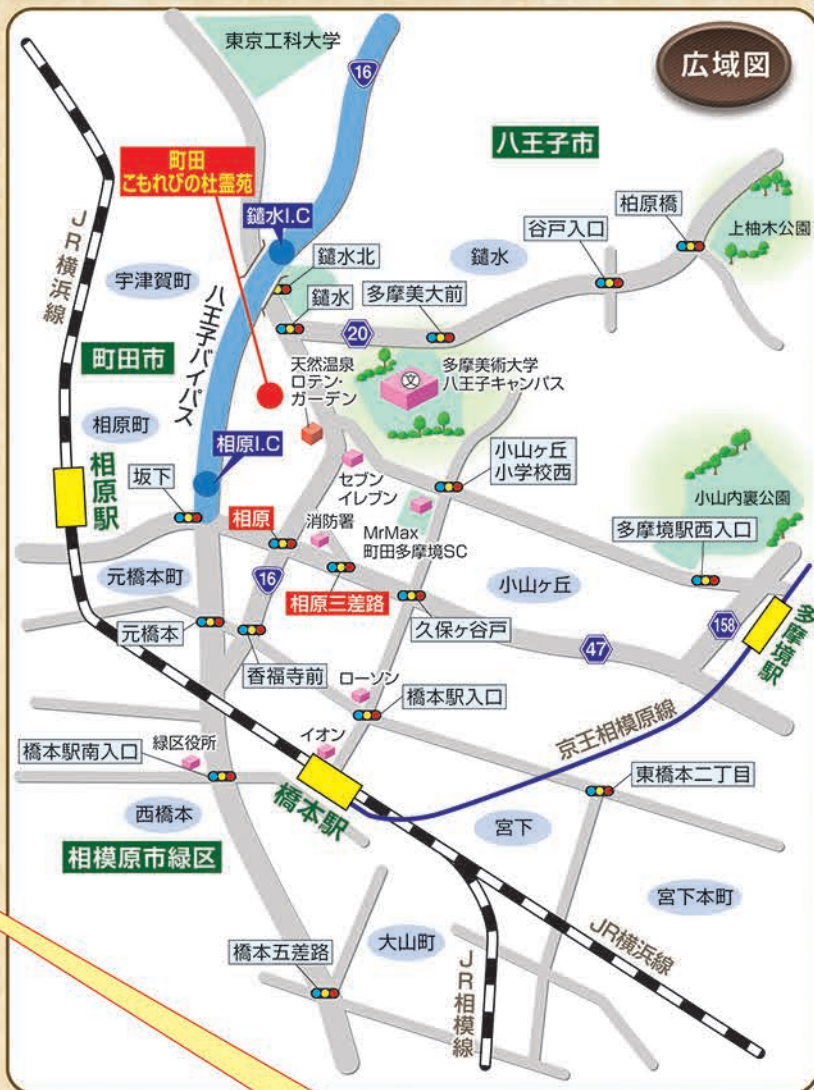 東京工科大学
16
広域図
八王子市
町田
こもれびの杜霊苑
鑓水I.C
柏原橋
谷戸入口
上柚木公園
JR横浜線
宇津賀町
鑓水北
鑓水
鑓水
多摩美大前
八王子バイパス
20
町田市
天然温泉
ロテン・
ガーデン
多摩美術大学
八王子キャンパス
文
相原町
相原I.C
相原駅
坂下
小山ヶ丘
小学校西
セブン
イレブン
小山内裏公園
相原
消防署
MrMax
町田多摩境SC
多摩境駅西入口
元橋本町
16
相原三差路
小山ヶ丘
久保ヶ谷戸
158
多摩境駅
元橋本
47
香福寺前
ローソン
橋本駅入口
京王相模原線
橋本駅南入口
緑区役所
イオン
橋本駅
東橋本二丁目
西橋本
宮下
相模原市緑区
宮下本町
橋本五差路
大山町
JR横浜線
JR相模線